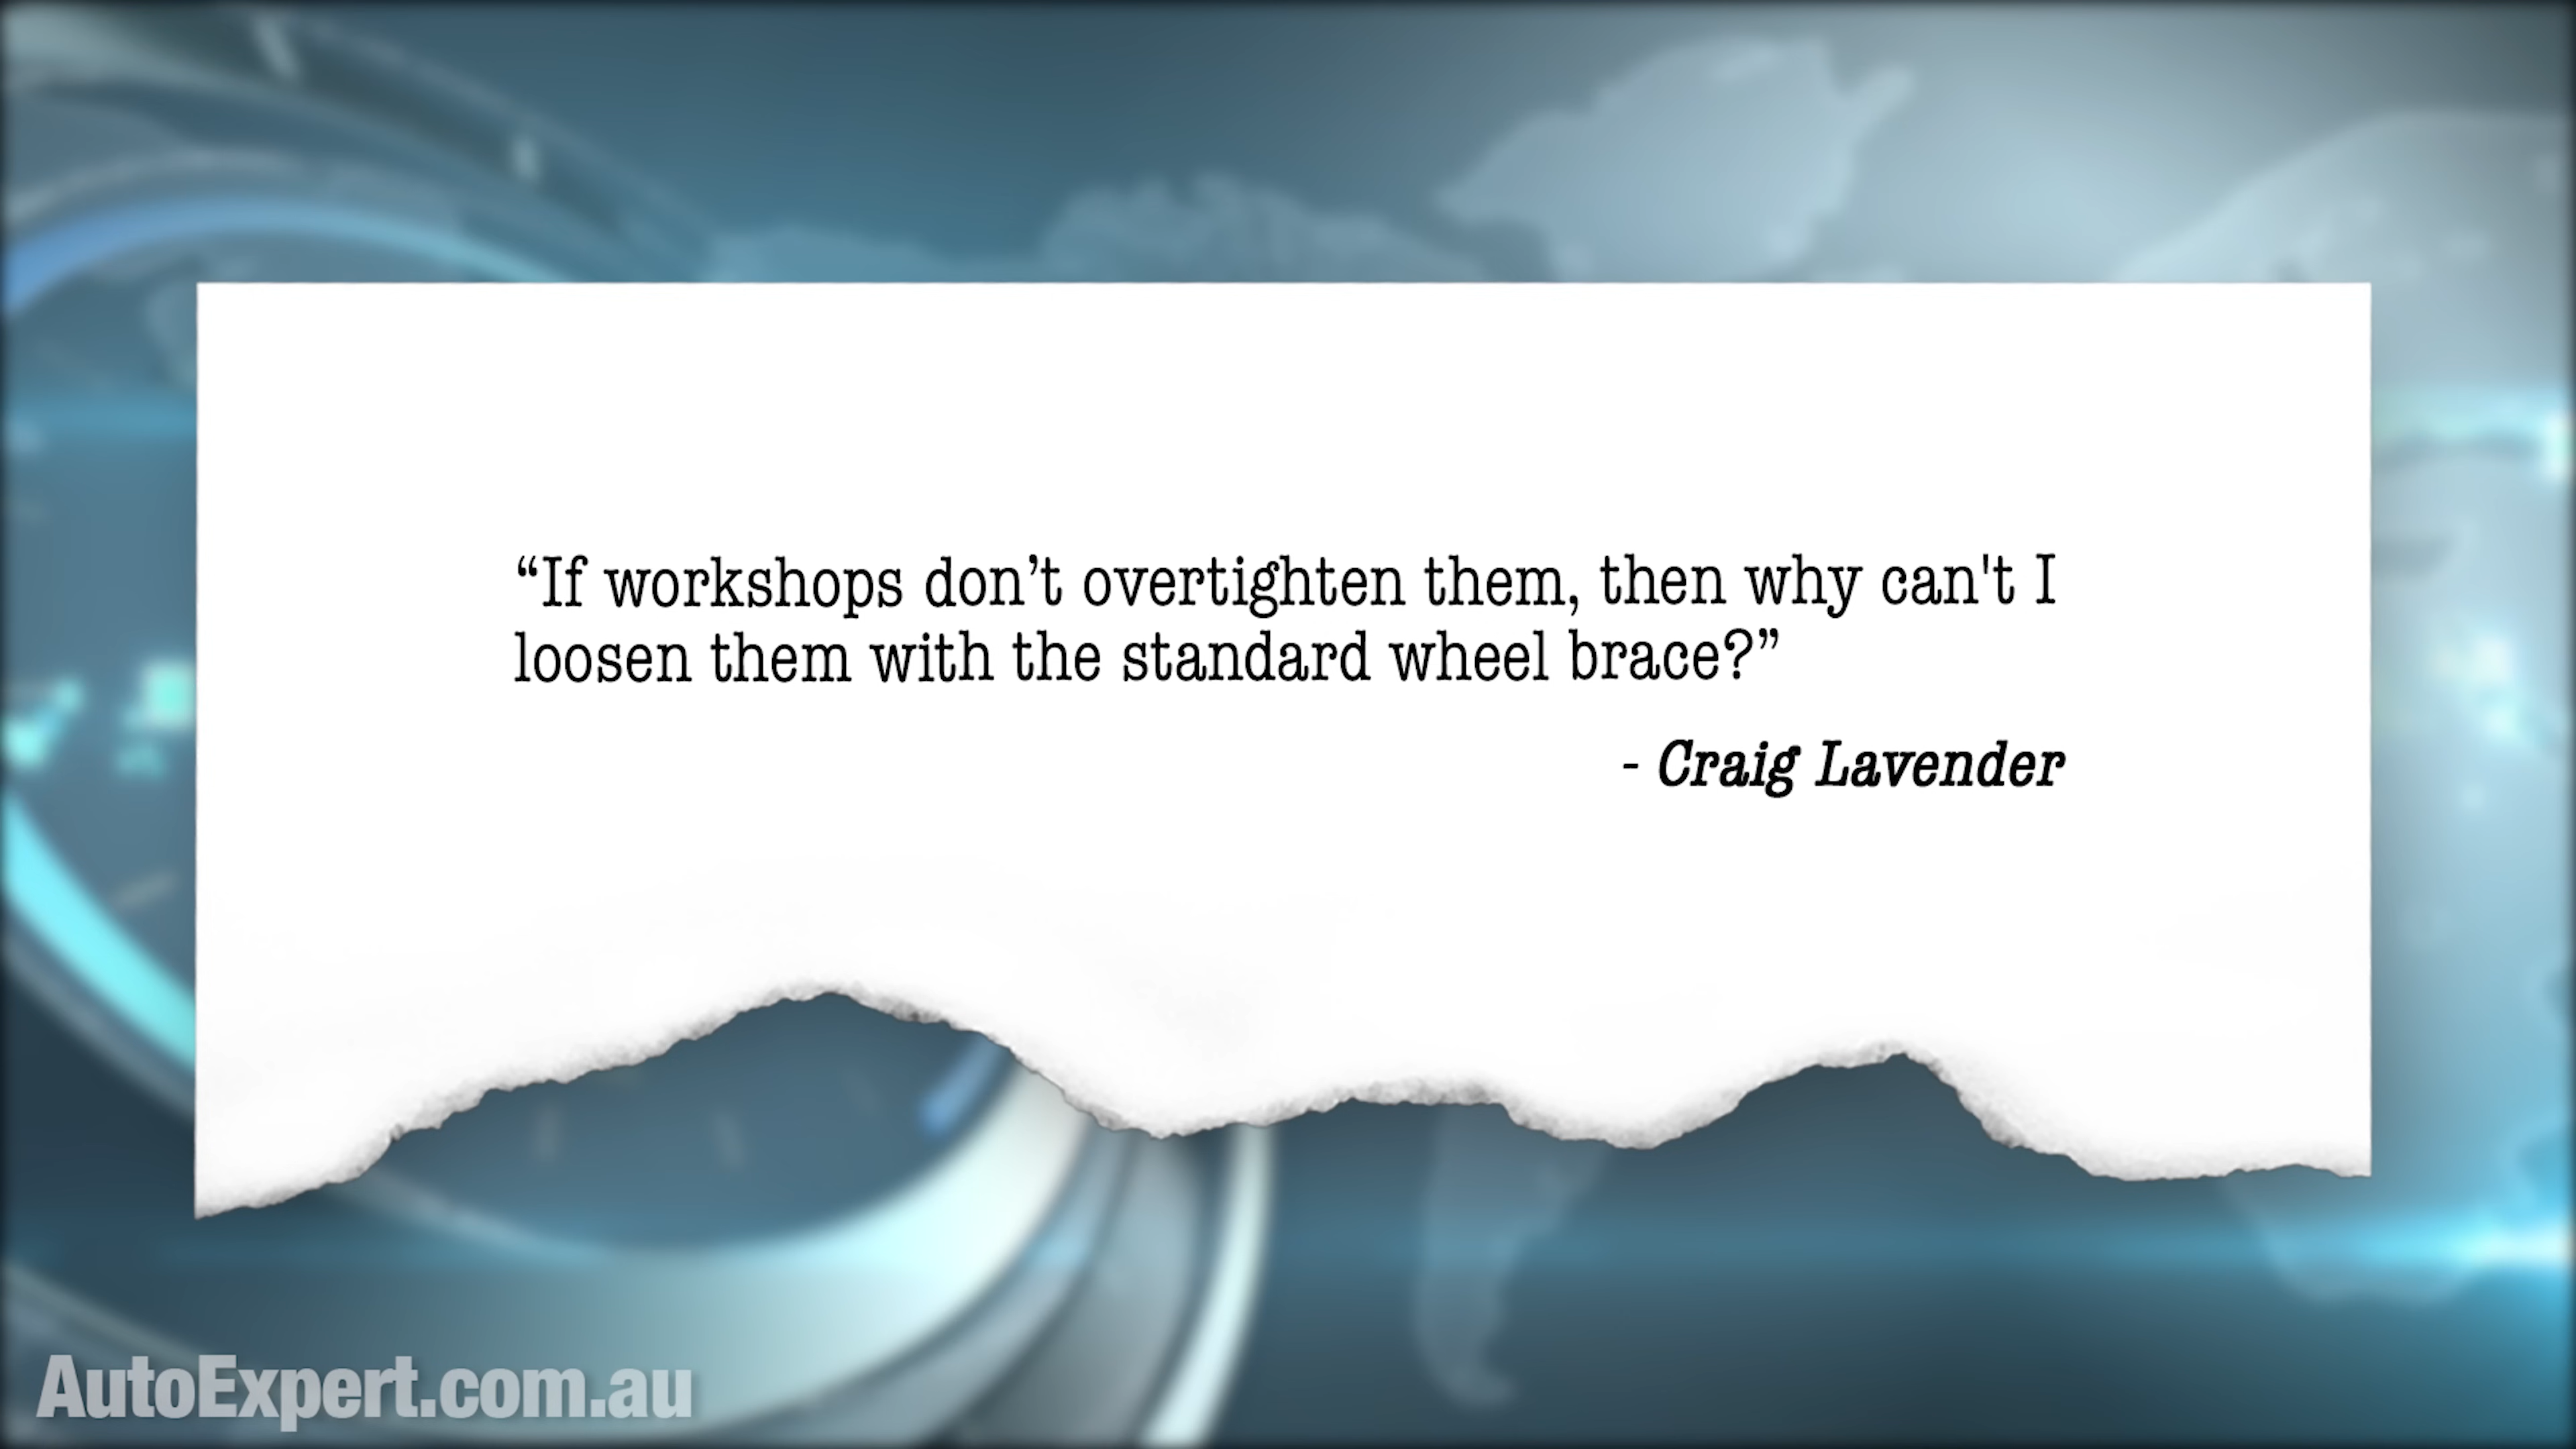 “If workshops don’t overtighten them, then why can't I
loosen them with the standard wheel brace?”
- Craig Lavender
AutoExpert.com.au